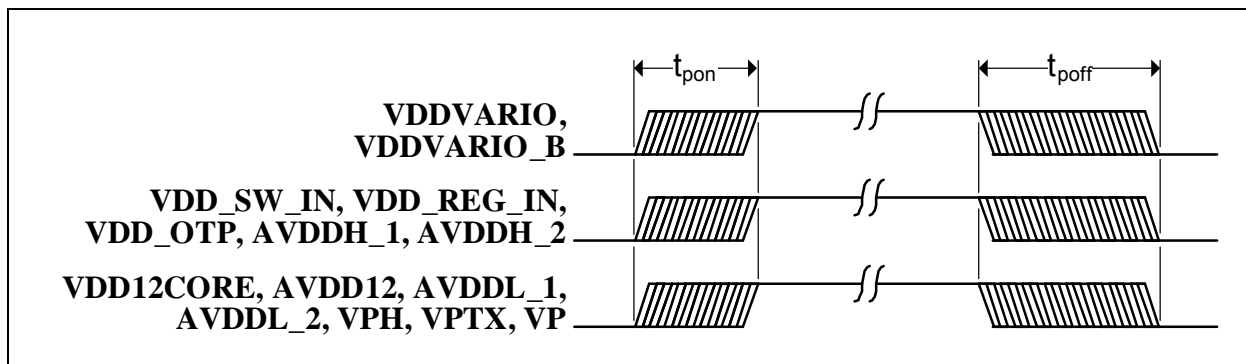 tpon
tpoff
VDDVARIO,
VDDVARIO_B
VDD_SW_IN, VDD_REG_IN,
VDD_OTP, AVDDH_1, AVDDH_2
VDD12CORE, AVDD12, AVDDL_1,
AVDDL_2, VPH, VPTX, VP